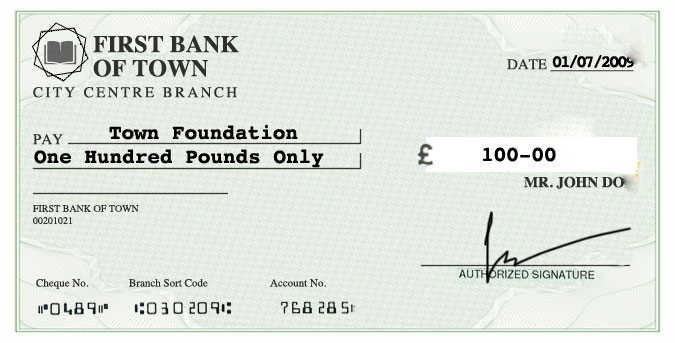 FIRST BANK
OF TOWN
CITY CENTRE BRANCH
DATE 01/07/2009
PAY Town Foundation
One Hundred Pounds Only
£ 100-00
MR. JOHN DO
FIRST BANK OF TOWN
00201021
AUTHORIZED SIGNATURE
Cheque No. Branch Sort Code Account No.
⑈0489⑈ ⑆030209⑆ 768285